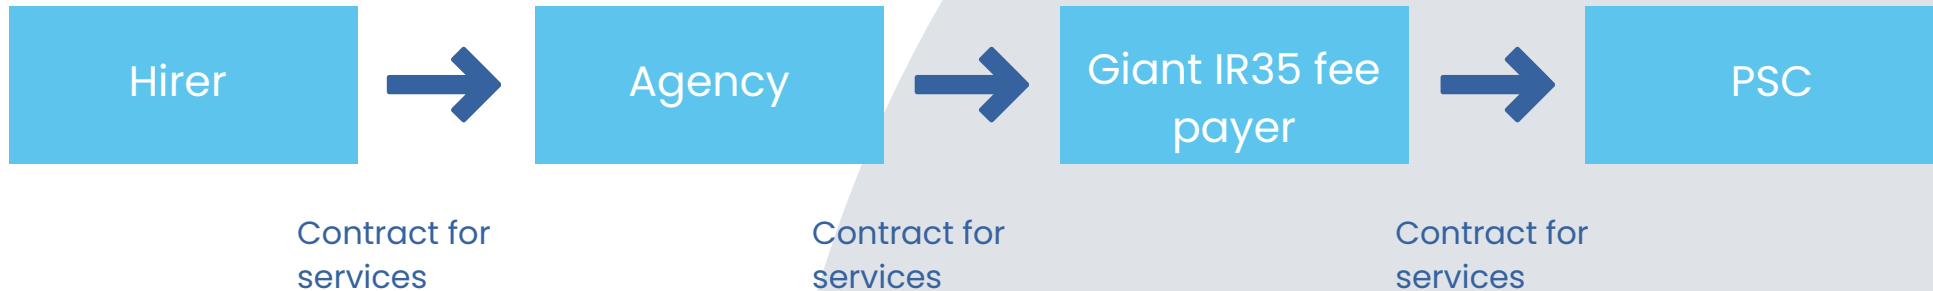 Hirer
Agency
Giant IR35 fee
payer
PSC
Contract for
services
Contract for
services
Contract for
services